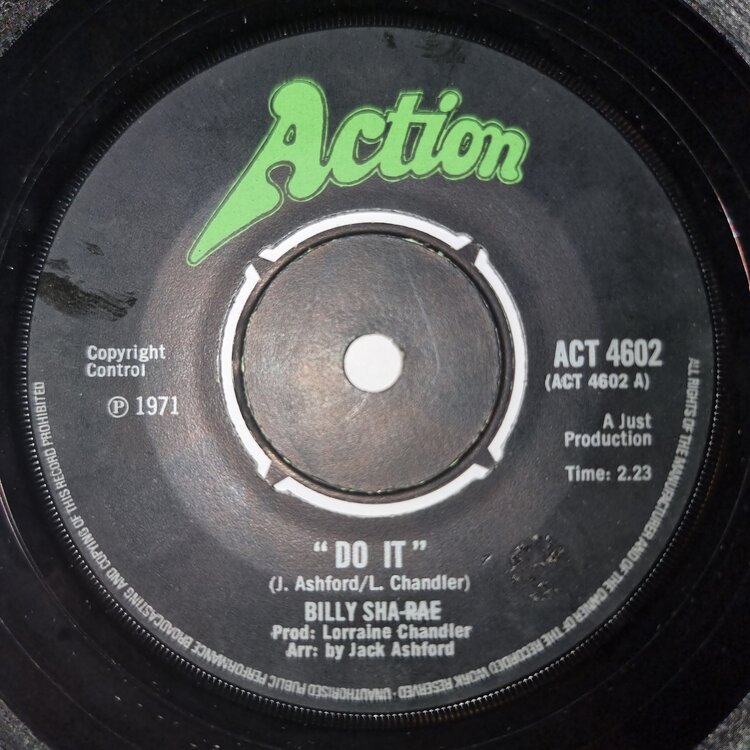 Action
Copyright
Control
℗ 1971
ACT 4602
(ACT 4602 A)
A Just
Production
Time: 2.23
"DO IT"
(J. Ashford/L. Chandler)
BILLY SHA-RAE
Prod: Lorraine Chandler
Arr: by Jack Ashford
ALL RIGHTS OF THE MANUFACTURER AND OF THE OWNER OF THE RECORDED WORK RESERVED · UNAUTHORISED PUBLIC PERFORMANCE BROADCASTING AND COPYING OF THIS RECORD PROHIBITED